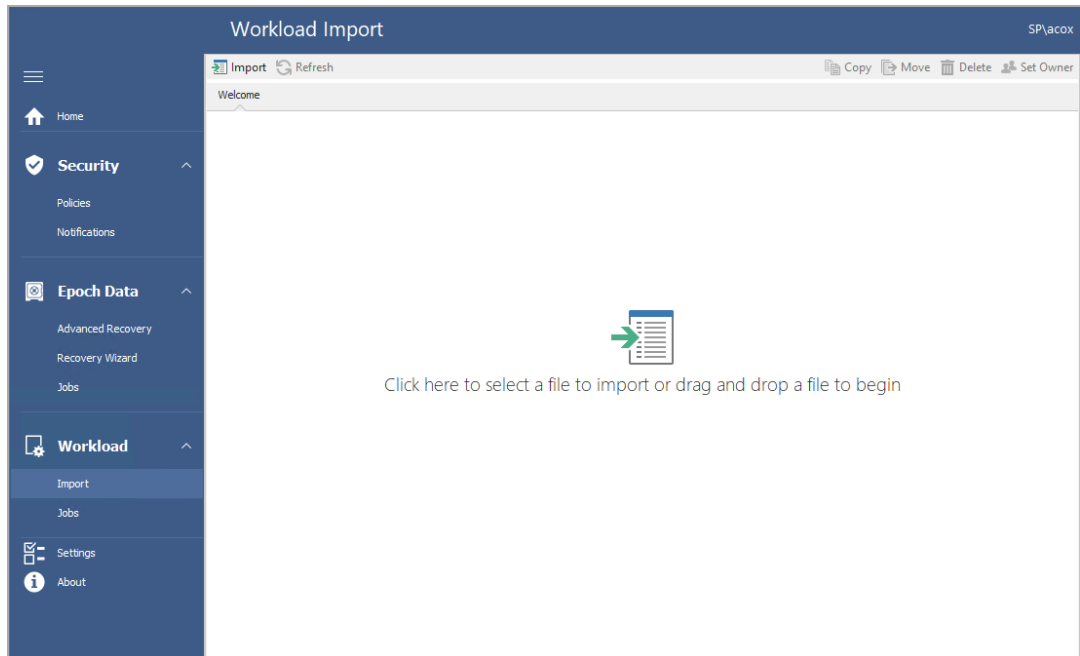 Workload Import
SP\acox
Import Refresh Copy Move Delete Set Owner
Welcome
Home
Security
Policies
Notifications
Epoch Data
Advanced Recovery
Recovery Wizard
Jobs
Workload
Import
Jobs
Settings
About
Click here to select a file to import or drag and drop a file to begin